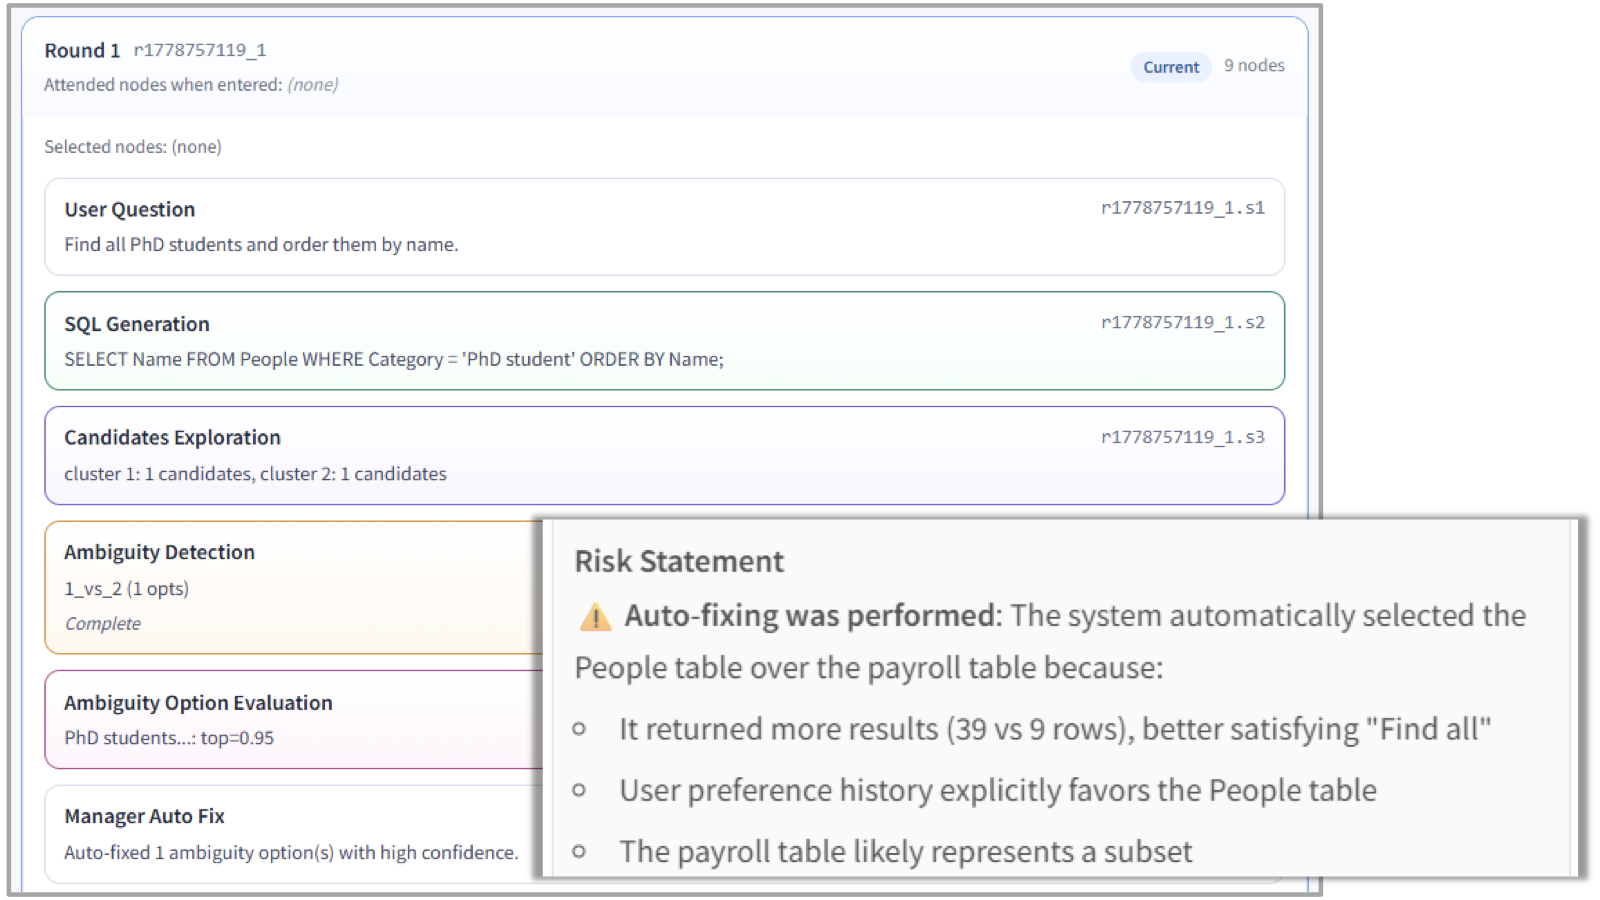 Round 1 r1778757119_1
Attended nodes when entered: (none)
Current 9 nodes
Selected nodes: (none)
User Question r1778757119_1.s1
Find all PhD students and order them by name.
SQL Generation r1778757119_1.s2
SELECT Name FROM People WHERE Category = 'PhD student' ORDER BY Name;
Candidates Exploration r1778757119_1.s3
cluster 1: 1 candidates, cluster 2: 1 candidates
Ambiguity Detection
1_vs_2 (1 opts)
Complete
Ambiguity Option Evaluation
PhD students...: top=0.95
Manager Auto Fix
Auto-fixed 1 ambiguity option(s) with high confidence.
Risk Statement
⚠️ Auto-fixing was performed: The system automatically selected the
People table over the payroll table because:
○ It returned more results (39 vs 9 rows), better satisfying "Find all"
○ User preference history explicitly favors the People table
○ The payroll table likely represents a subset